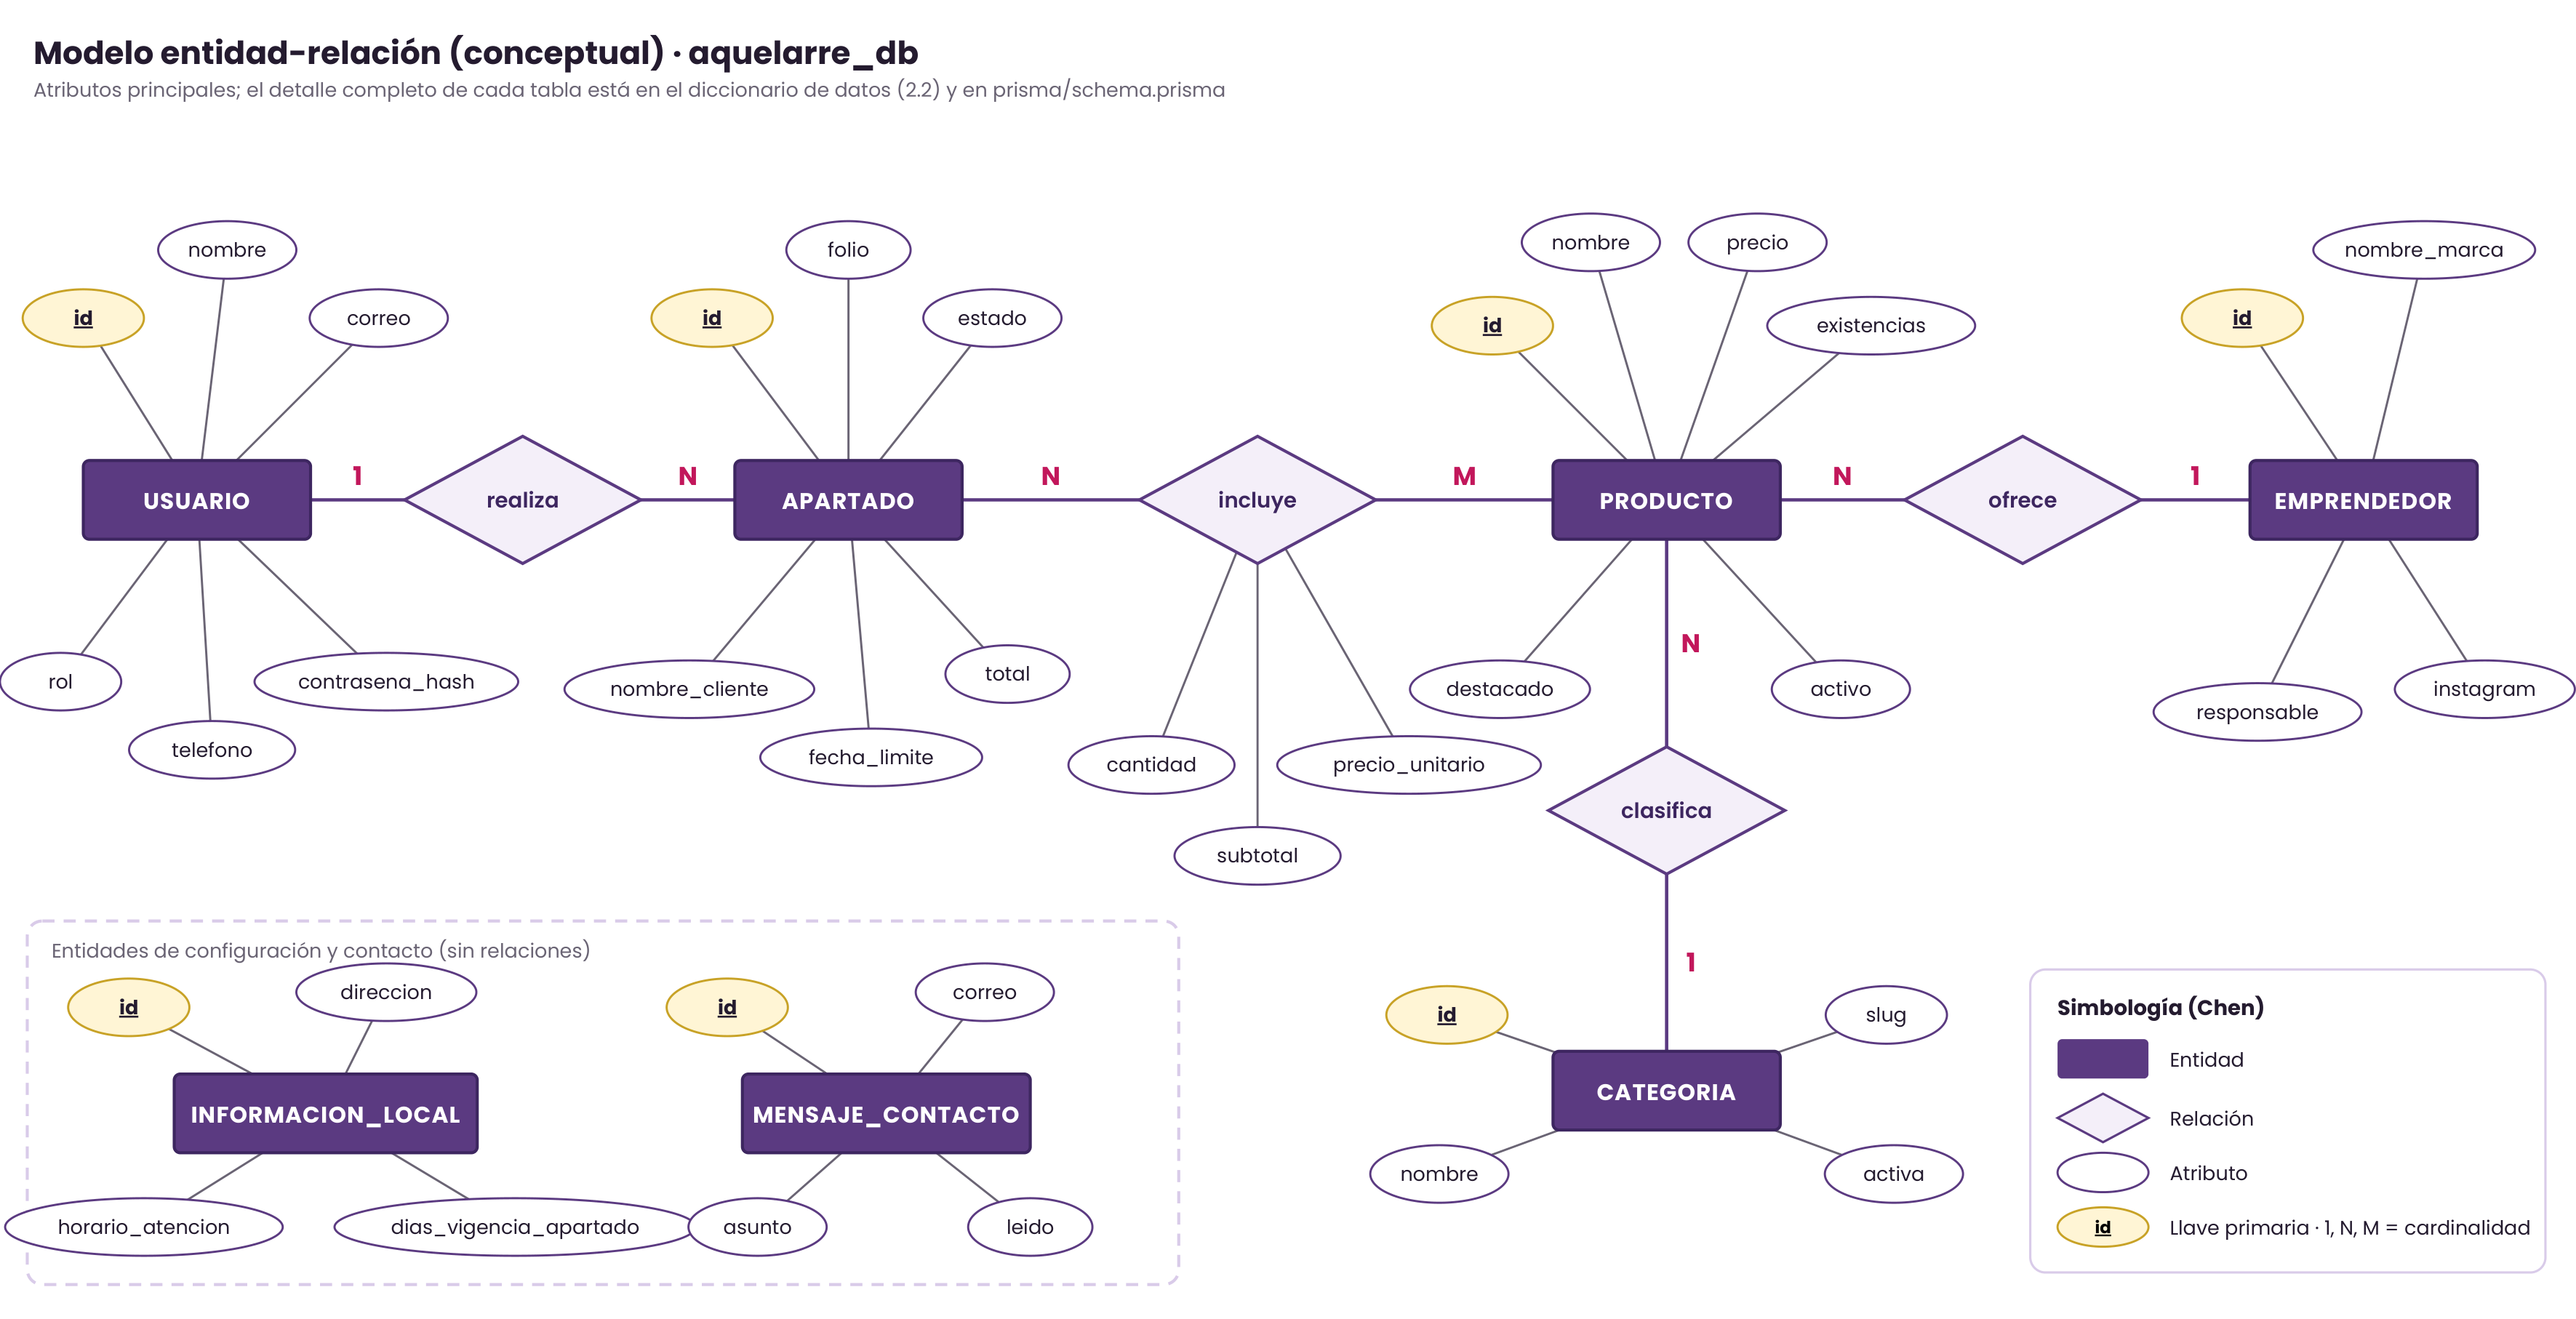 Modelo entidad-relación (conceptual) · aquelarre_db
Atributos principales; el detalle completo de cada tabla está en el diccionario de datos (2.2) y en prisma/schema.prisma
nombre
id
correo
USUARIO
rol
telefono
contrasena_hash
1
realiza
N
folio
id
estado
APARTADO
nombre_cliente
fecha_limite
total
N
incluye
M
cantidad
subtotal
precio_unitario
nombre
precio
id
existencias
PRODUCTO
destacado
activo
N
ofrece
1
nombre_marca
id
EMPRENDEDOR
responsable
instagram
N
clasifica
1
id
slug
CATEGORIA
nombre
activa
Entidades de configuración y contacto (sin relaciones)
id
direccion
INFORMACION_LOCAL
horario_atencion
dias_vigencia_apartado
id
correo
MENSAJE_CONTACTO
asunto
leido
Simbología (Chen)
Entidad
Relación
Atributo
id
Llave primaria · 1, N, M = cardinalidad